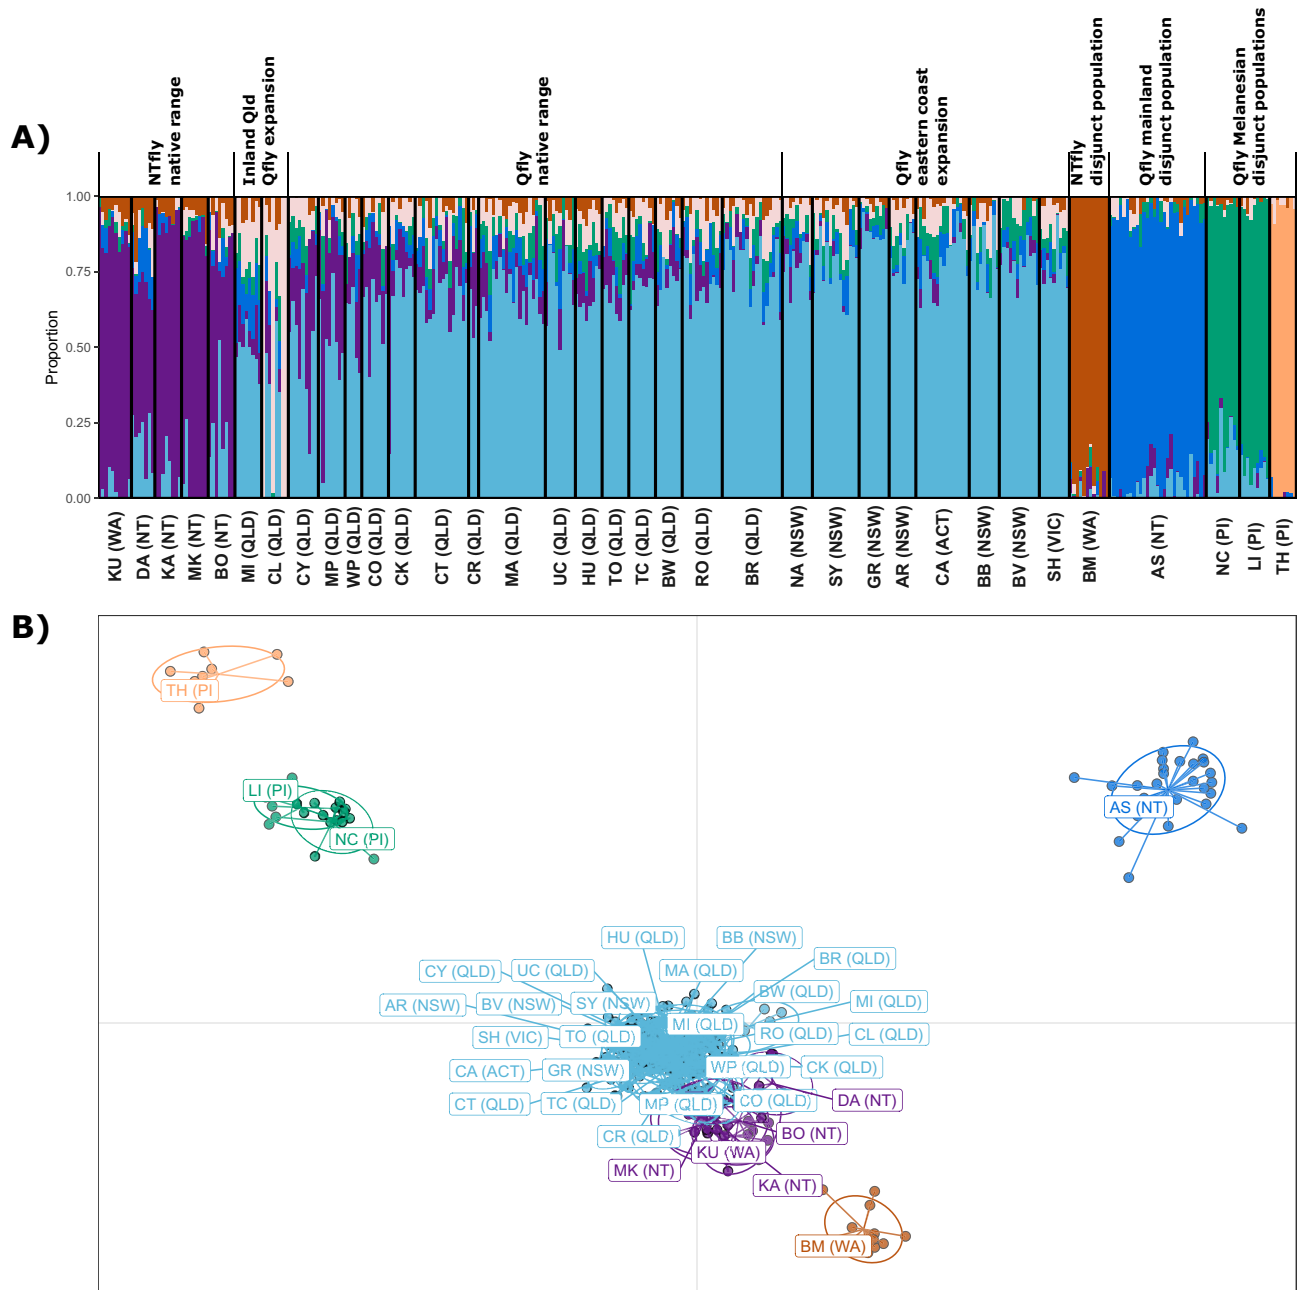 A)
NTfly
native range
Inland Qld
Qfly expansion
Qfly
native range
Qfly
eastern coast
expansion
NTfly
disjunct population
Qfly mainland
disjunct population
Qfly Melanesian
disjunct populations
Proportion
1.00
0.75
0.50
0.25
0.00
KU (WA)
DA (NT)
KA (NT)
MK (NT)
BO (NT)
MI (QLD)
CL (QLD)
CY (QLD)
MP (QLD)
WP (QLD)
CO (QLD)
CK (QLD)
CT (QLD)
CR (QLD)
MA (QLD)
UC (QLD)
HU (QLD)
TO (QLD)
TC (QLD)
BW (QLD)
RO (QLD)
BR (QLD)
NA (NSW)
SY (NSW)
GR (NSW)
AR (NSW)
CA (ACT)
BB (NSW)
BV (NSW)
SH (VIC)
BM (WA)
AS (NT)
NC (PI)
LI (PI)
TH (PI)
B)
TH (PI
LI (PI)
NC (PI)
AS (NT)
HU (QLD)
BB (NSW)
BR (QLD)
CY (QLD)
UC (QLD)
MA (QLD)
AR (NSW)
BV (NSW)
SY (NSW)
BW (QLD)
MI (QLD)
SH (VIC)
TO (QLD)
MI (QLD)
RO (QLD)
CL (QLD)
CA (ACT)
GR (NSW)
WP (QLD)
CK (QLD)
CT (QLD)
TC (QLD)
MP (QLD)
CO (QLD)
DA (NT)
CR (QLD)
BO (NT)
MK (NT)
KU (WA)
KA (NT)
BM (WA)